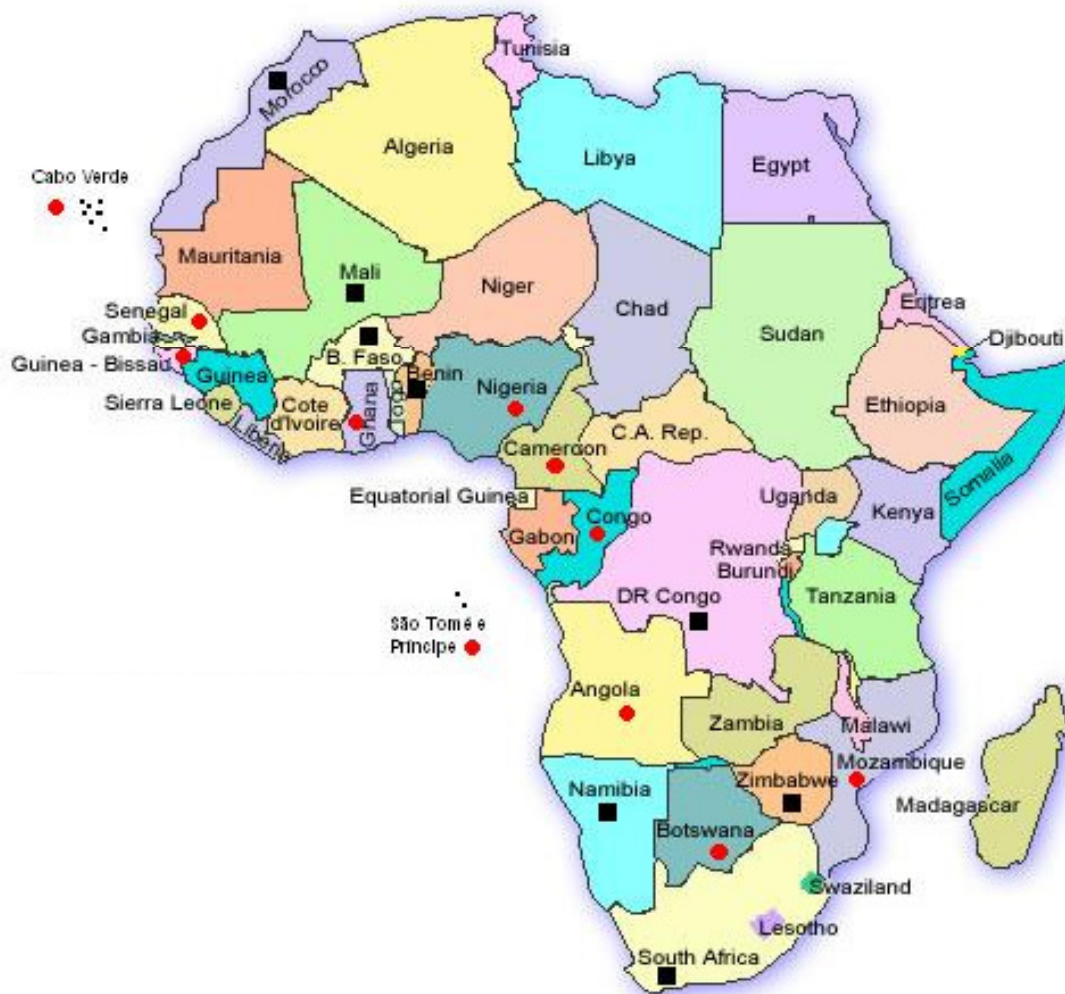 Tunisia
Morocco
Algeria
Libya
Egypt
Cabo Verde
Mauritania
Mali
Niger
Chad
Sudan
Eritrea
Senegal
Gambia
Djibouti
Guinea - Bissau
B. Faso
Guinea
Benin
Nigeria
Togo
Ghana
Sierra Leone
Cote
d'Ivoire
Liberia
Ethiopia
C.A. Rep.
Cameroon
Somalia
Equatorial Guinea
Uganda
Kenya
Congo
Gabon
Rwanda
Burundi
DR Congo
Tanzania
São Tomé e
Príncipe
Angola
Zambia
Malawi
Mozambique
Namibia
Zimbabwe
Madagascar
Botswana
Swaziland
Lesotho
South Africa